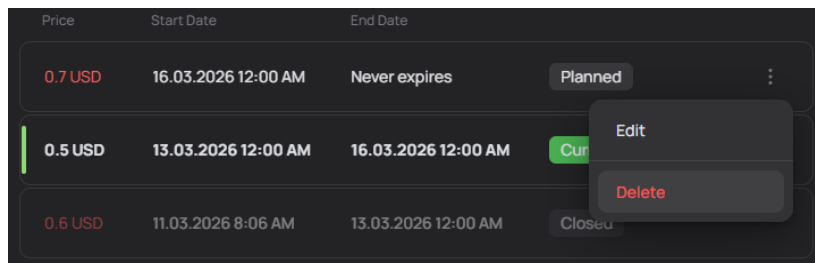 Price Start Date End Date
0.7 USD 16.03.2026 12:00 AM Never expires Planned
Edit
0.5 USD 13.03.2026 12:00 AM 16.03.2026 12:00 AM Cur
Delete
0.6 USD 11.03.2026 8:06 AM 13.03.2026 12:00 AM Closed